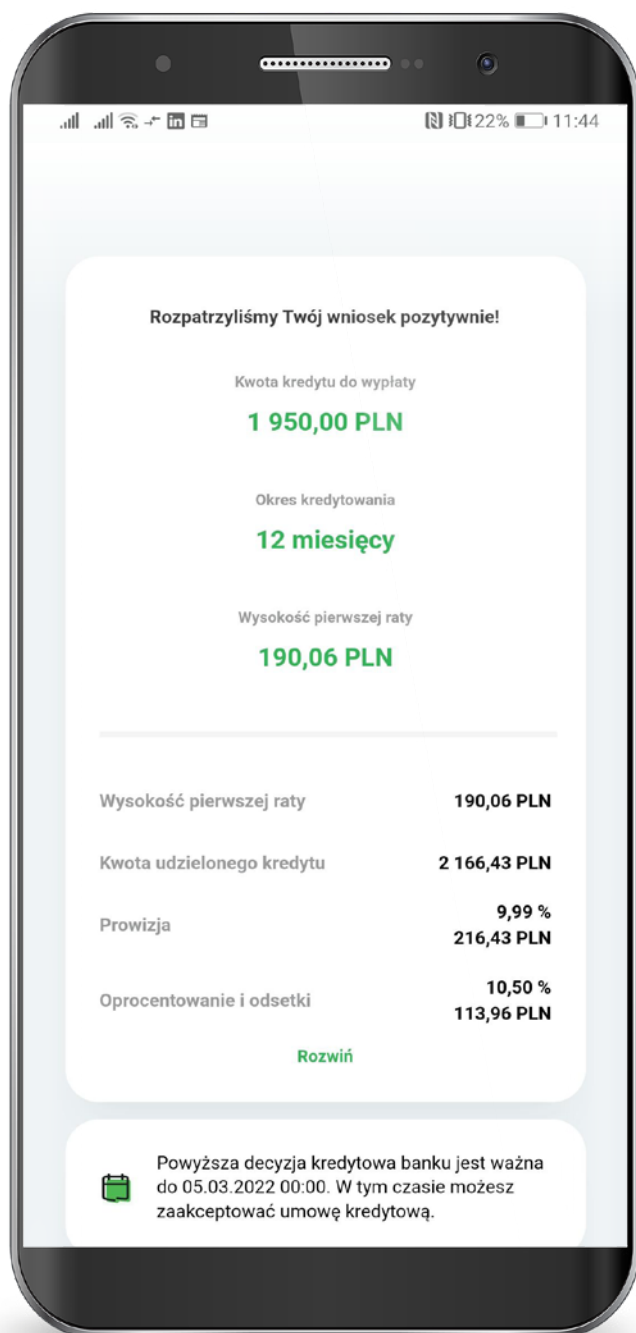 22% 11:44
Rozpatrzyliśmy Twój wniosek pozytywnie!
Kwota kredytu do wypłaty
1 950,00 PLN
Okres kredytowania
12 miesięcy
Wysokość pierwszej raty
190,06 PLN
Wysokość pierwszej raty 190,06 PLN
Kwota udzielonego kredytu 2 166,43 PLN
Prowizja 9,99 %
216,43 PLN
Oprocentowanie i odsetki 10,50 %
113,96 PLN
Rozwiń
Powyższa decyzja kredytowa banku jest ważna
do 05.03.2022 00:00. W tym czasie możesz
zaakceptować umowę kredytową.